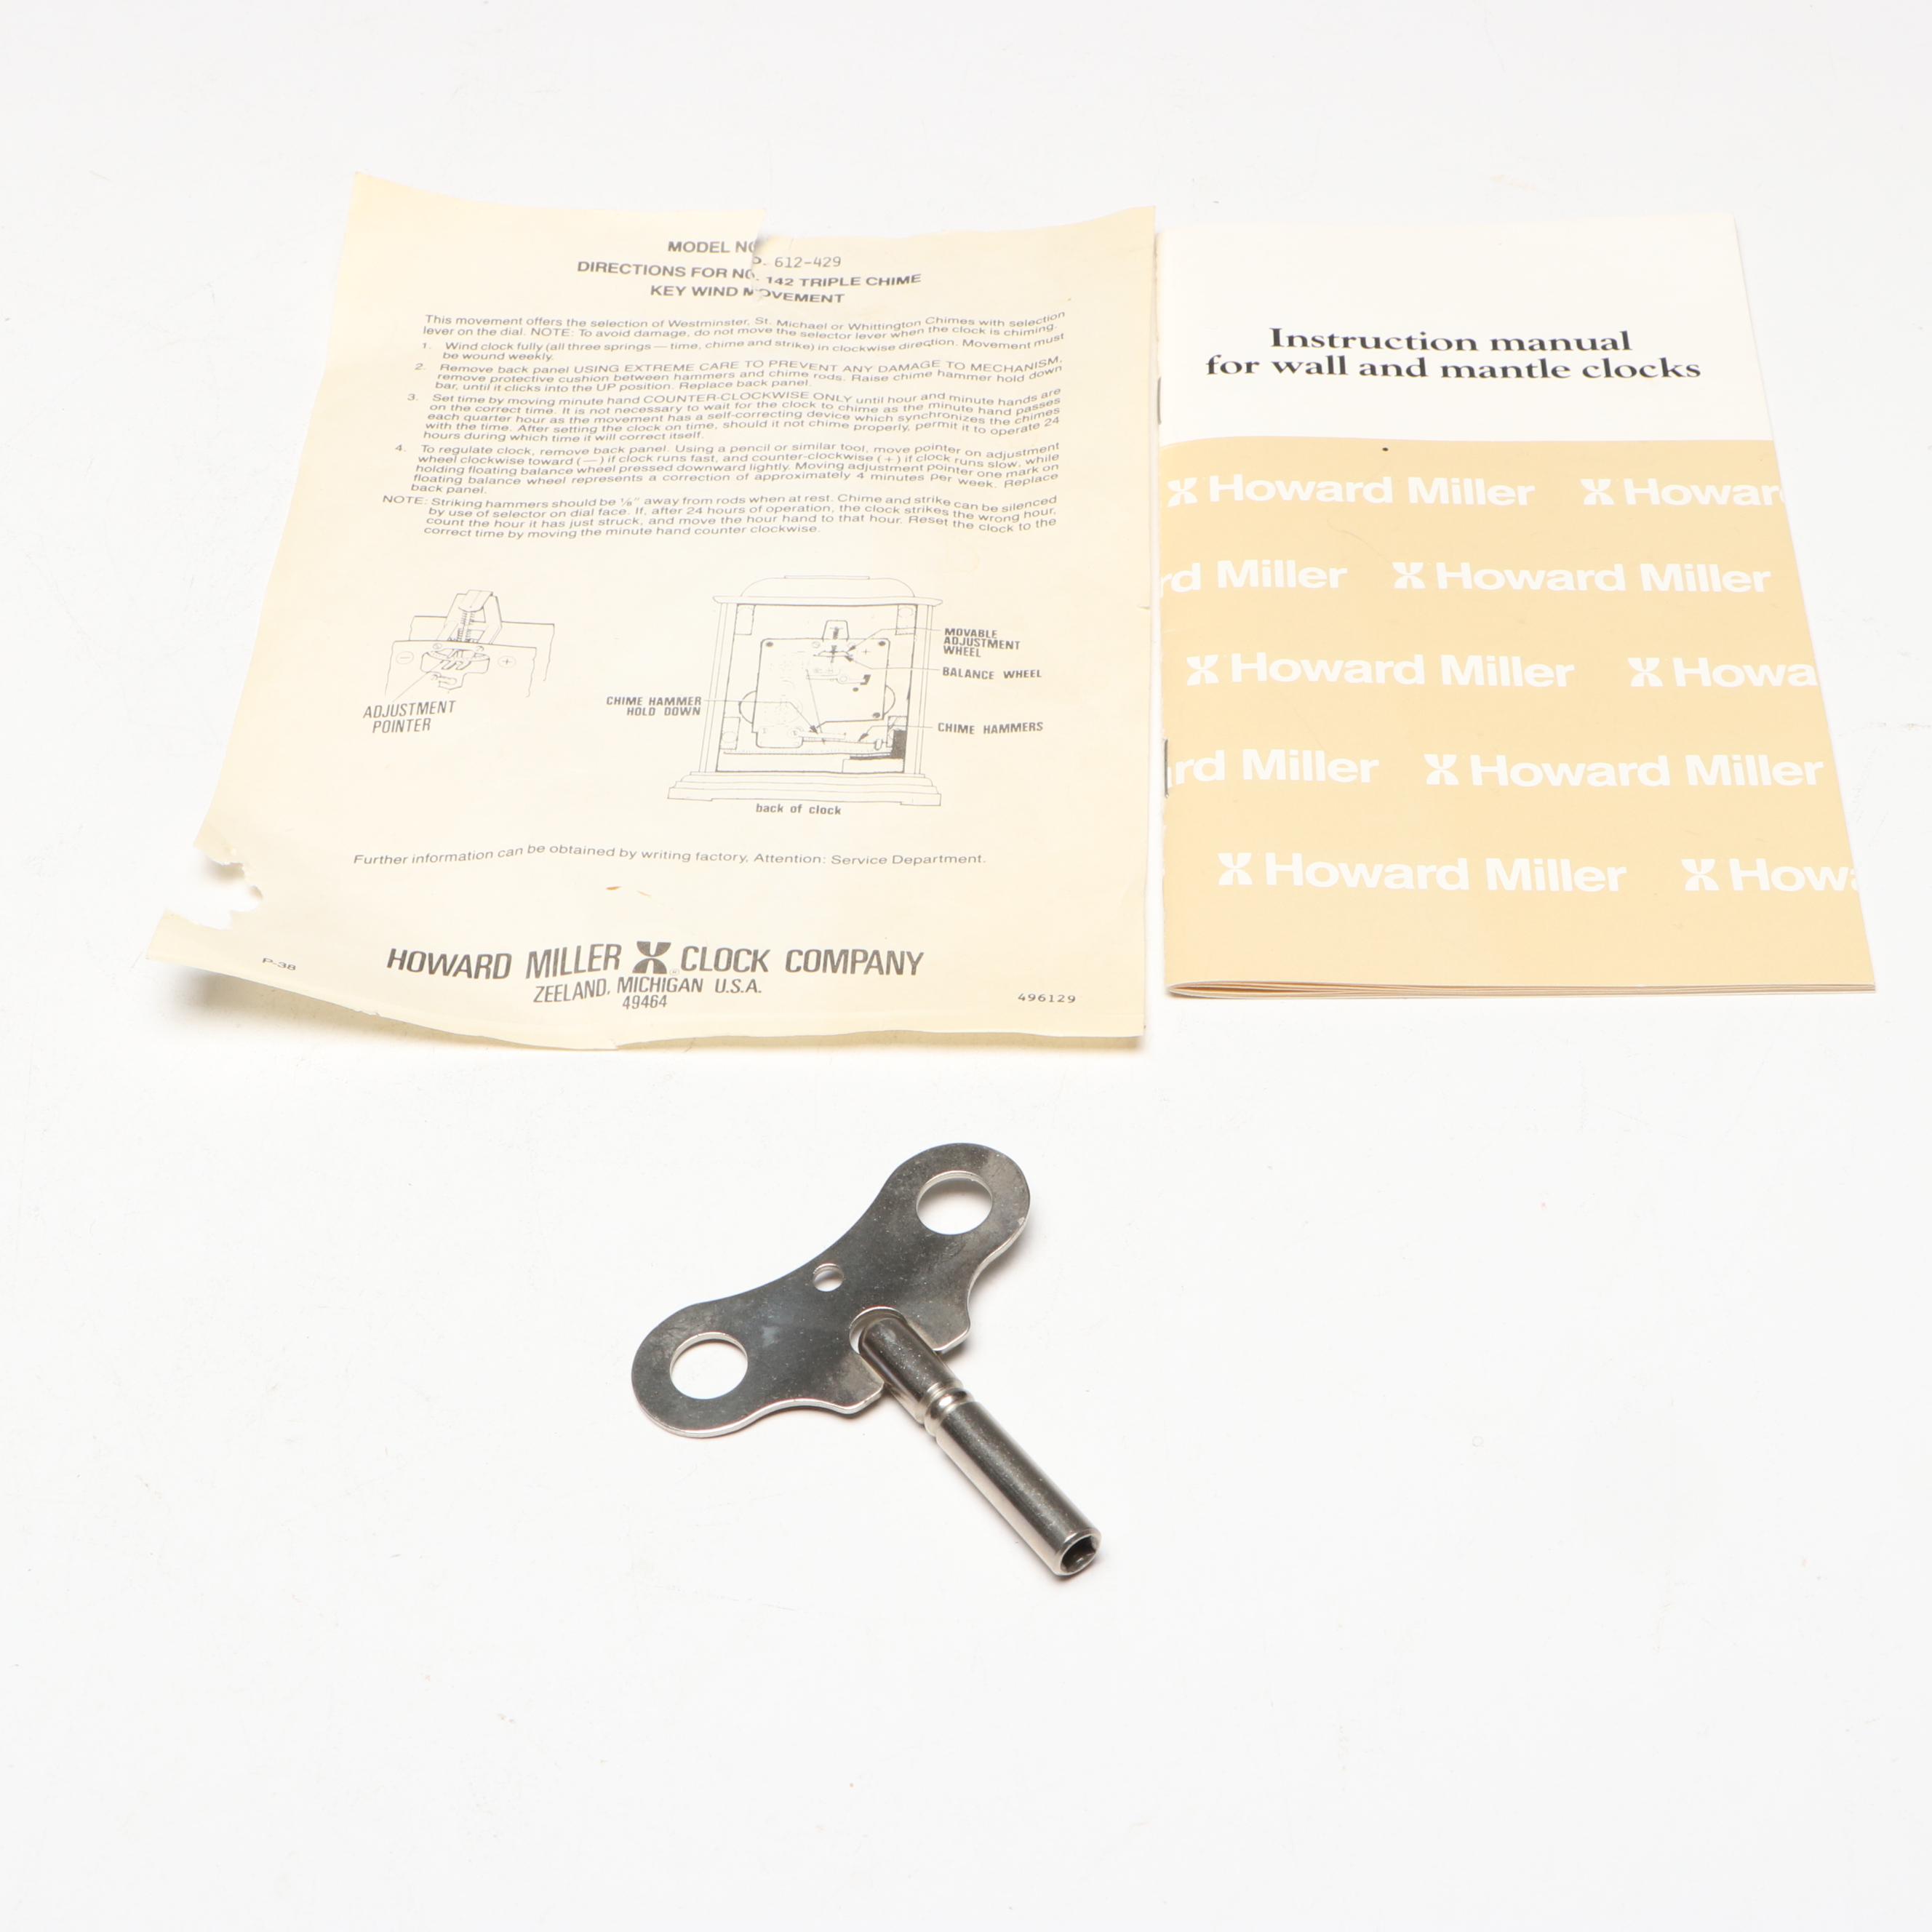 MODEL NO. 612-429
DIRECTIONS FOR NO. 142 TRIPLE CHIME
KEY WIND MOVEMENT
This movement offers the selection of Westminster, St. Michael or Whittington Chimes with selection
lever on the dial. NOTE: To avoid damage, do not move the selector lever when the clock is chiming.
1. Wind clock fully (all three springs — time, chime and strike) in clockwise direction. Movement must
be wound weekly.
2. Remove back panel USING EXTREME CARE TO PREVENT ANY DAMAGE TO MECHANISM,
remove protective cushion between hammers and chime rods. Raise chime hammer hold down
bar, until it clicks into the UP position. Replace back panel.
3. Set time by moving minute hand COUNTER-CLOCKWISE ONLY until hour and minute hands are
on the correct time. It is not necessary to wait for the clock to chime as the minute hand passes
each quarter hour as the movement has a self-correcting device which synchronizes the chimes
with the time. After setting the clock on time, should it not chime properly, permit it to operate 24
hours during which time it will correct itself.
4. To regulate clock, remove back panel. Using a pencil or similar tool, move pointer on adjustment
wheel clockwise toward (—) if clock runs fast, and counter-clockwise (+) if clock runs slow, while
holding floating balance wheel pressed downward lightly. Moving adjustment pointer one mark on
floating balance wheel represents a correction of approximately 4 minutes per week. Replace
back panel.
NOTE: Striking hammers should be ⅛" away from rods when at rest. Chime and strike can be silenced
by use of selector on dial face. If, after 24 hours of operation, the clock strikes the wrong hour,
count the hour it has just struck, and move the hour hand to that hour. Reset the clock to the
correct time by moving the minute hand counter clockwise.
ADJUSTMENT
POINTER
CHIME HAMMER
HOLD DOWN
MOVABLE
ADJUSTMENT
WHEEL
BALANCE WHEEL
CHIME HAMMERS
back of clock
Further information can be obtained by writing factory, Attention: Service Department.
P-38
HOWARD MILLER CLOCK COMPANY
ZEELAND, MICHIGAN U.S.A.
49464
496129
Instruction manual
for wall and mantle clocks
Howard Miller Howar
rd Miller Howard Miller
Howard Miller Howa
rd Miller Howard Miller
Howard Miller Howa